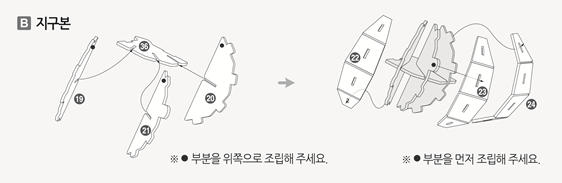 B 지구본
36
22
19
20
21
23
24
※ ● 부분을 위쪽으로 조립해 주세요.
※ ● 부분을 먼저 조립해 주세요.